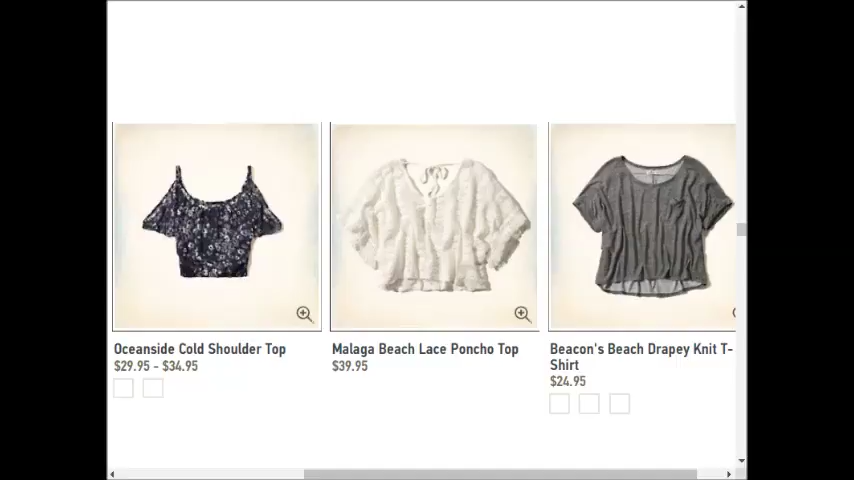 Oceanside Cold Shoulder Top
$29.95 - $34.95
Malaga Beach Lace Poncho Top
$39.95
Beacon's Beach Drapey Knit T-
Shirt
$24.95